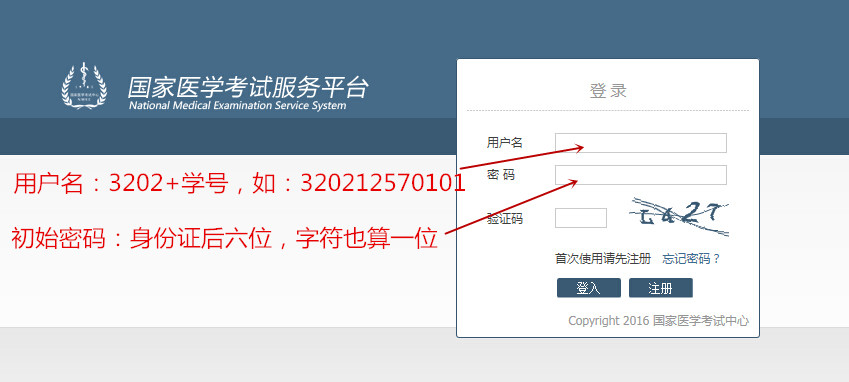 国家医学考试服务平台
National Medical Examination Service System
登录
用户名
密 码
验证码
首次使用请先注册 忘记密码？
登入 注册
Copyright 2016 国家医学考试中心
用户名：3202+学号，如：320212570101
初始密码：身份证后六位，字符也算一位